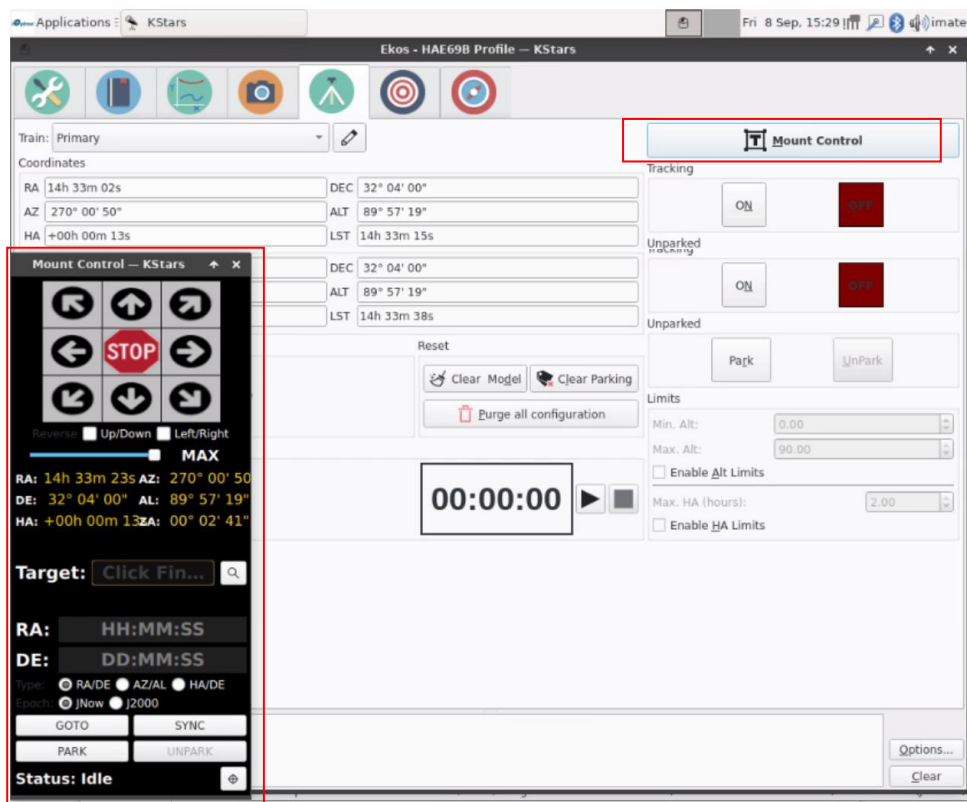 Applications KStars Fri 8 Sep, 15:29 imate
Ekos - HAE69B Profile — KStars
Train: Primary
Mount Control
Coordinates
Tracking
RA 14h 33m 02s DEC 32° 04' 00"
AZ 270° 00' 50" ALT 89° 57' 19"
ON OFF
HA +00h 00m 13s LST 14h 33m 15s
Unparked
Tracking
DEC 32° 04' 00"
ALT 89° 57' 19"
ON OFF
LST 14h 33m 38s
Unparked
Park UnPark
Reset
Clear Model Clear Parking
Purge all configuration
Limits
Min. Alt: 0.00
Max. Alt: 90.00
Enable Alt Limits
Max. HA (hours): 2.00
Enable HA Limits
00:00:00
Options...
Clear
Mount Control — KStars
STOP
Reverse Up/Down Left/Right
MAX
RA: 14h 33m 23s AZ: 270° 00' 50
DE: 32° 04' 00" AL: 89° 57' 19"
HA: +00h 00m 13 ZA: 00° 02' 41"
Target: Click Fin...
RA: HH:MM:SS
DE: DD:MM:SS
Type: RA/DE AZ/AL HA/DE
Epoch: JNow J2000
GOTO SYNC
PARK UNPARK
Status: Idle